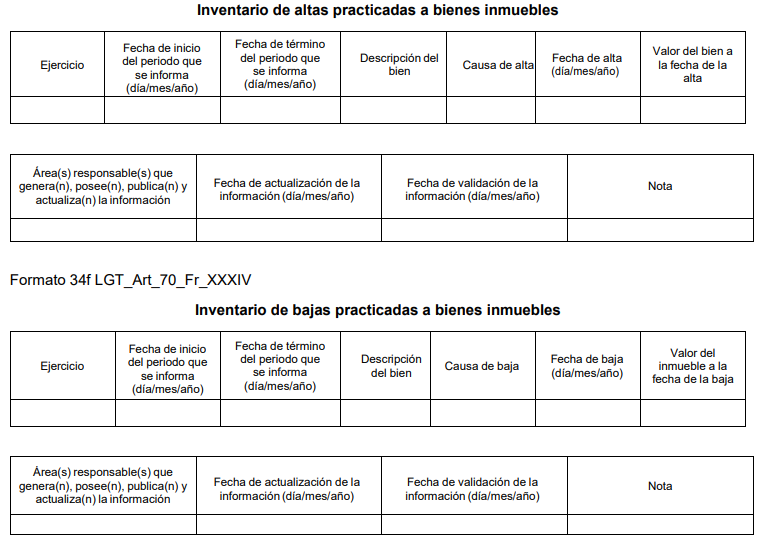 Inventario de altas practicadas a bienes inmuebles
Ejercicio
Fecha de inicio
del periodo que
se informa
(día/mes/año)
Fecha de término
del periodo que
se informa
(día/mes/año)
Descripción del
bien
Causa de alta
Fecha de alta
(día/mes/año)
Valor del bien a
la fecha de la
alta
Área(s) responsable(s) que
genera(n), posee(n), publica(n) y
actualiza(n) la información
Fecha de actualización de la
información (día/mes/año)
Fecha de validación de la
información (día/mes/año)
Nota
Formato 34f LGT_Art_70_Fr_XXXIV
Inventario de bajas practicadas a bienes inmuebles
Ejercicio
Fecha de inicio
del periodo que
se informa
(día/mes/año)
Fecha de término
del periodo que
se informa
(día/mes/año)
Descripción
del bien
Causa de baja
Fecha de baja
(día/mes/año)
Valor del
inmueble a la
fecha de la baja
Área(s) responsable(s) que
genera(n), posee(n), publica(n) y
actualiza(n) la información
Fecha de actualización de la
información (día/mes/año)
Fecha de validación de la
información (día/mes/año)
Nota